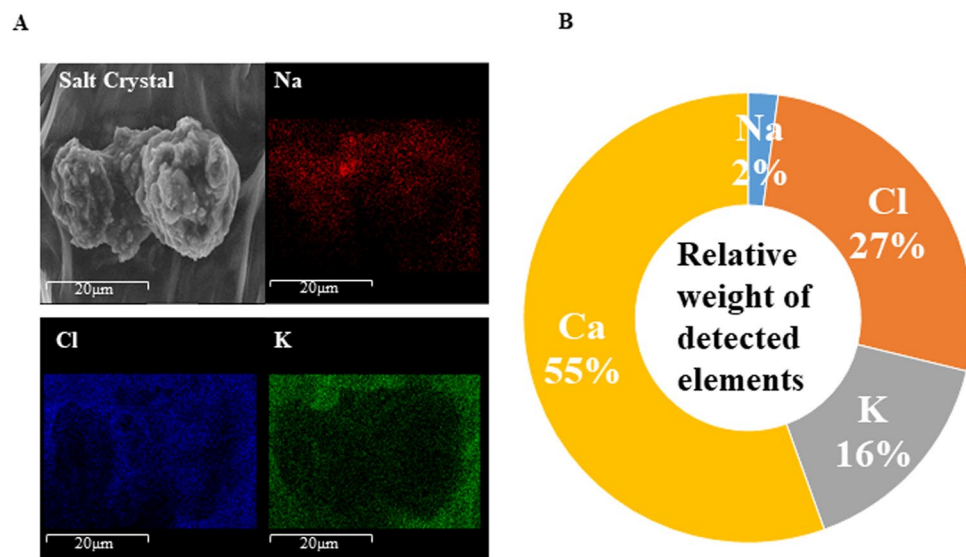 A
B
Salt Crystal
Na
20µm
20µm
Cl
K
20µm
20µm
Na
2%
Cl
27%
K
16%
Ca
55%
Relative
weight of
detected
elements